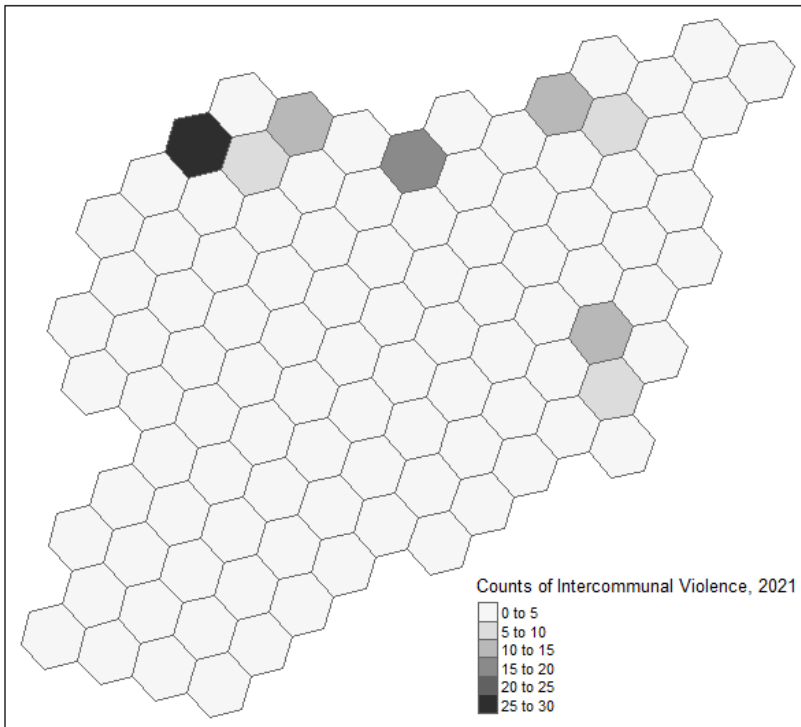 Counts of Intercommunal Violence, 2021
0 to 5
5 to 10
10 to 15
15 to 20
20 to 25
25 to 30